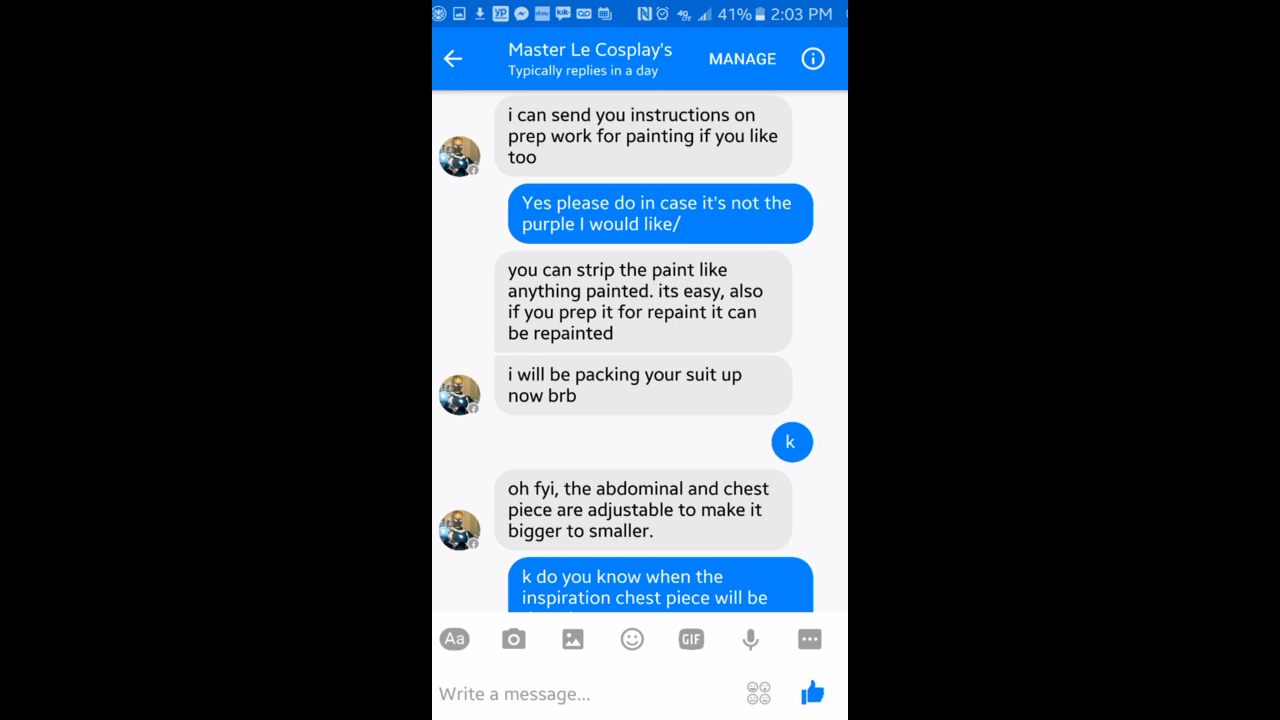 41% 2:03 PM
Master Le Cosplay's
MANAGE
Typically replies in a day
i can send you instructions on
prep work for painting if you like
too
Yes please do in case it's not the
purple I would like/
you can strip the paint like
anything painted. its easy, also
if you prep it for repaint it can
be repainted
i will be packing your suit up
now brb
k
oh fyi, the abdominal and chest
piece are adjustable to make it
bigger to smaller.
k do you know when the
inspiration chest piece will be
Aa
GIF
Write a message...